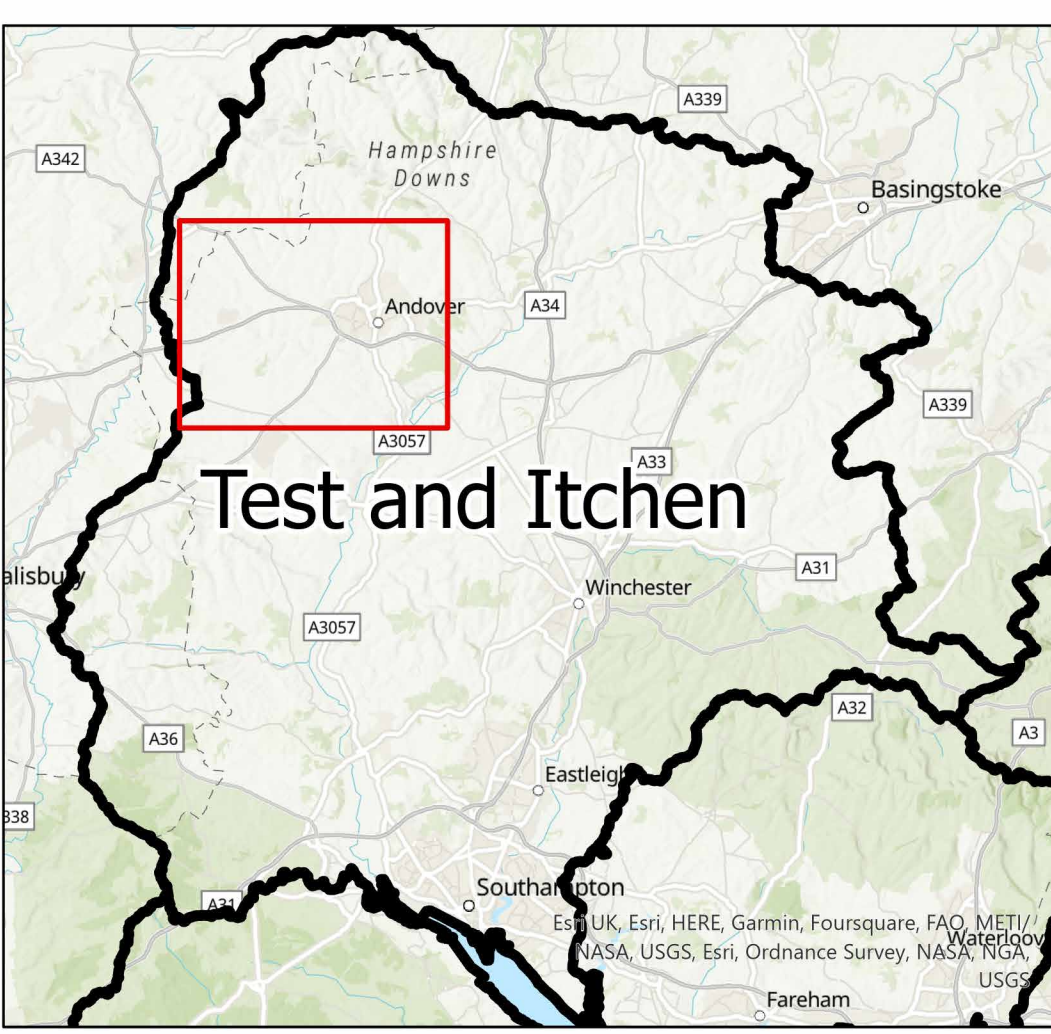 A339
A342
Hampshire
Downs
Basingstoke
Andover
A34
A339
A3057
A33
Test and Itchen
alisbury
A31
Winchester
A3057
A32
A36
A3
Eastleigh
338
Southampton
A31
Esri UK, Esri, HERE, Garmin, Foursquare, FAO, METI/
NASA, USGS, Esri, Ordnance Survey, NASA, NGA,
USGS
Waterloov
Fareham